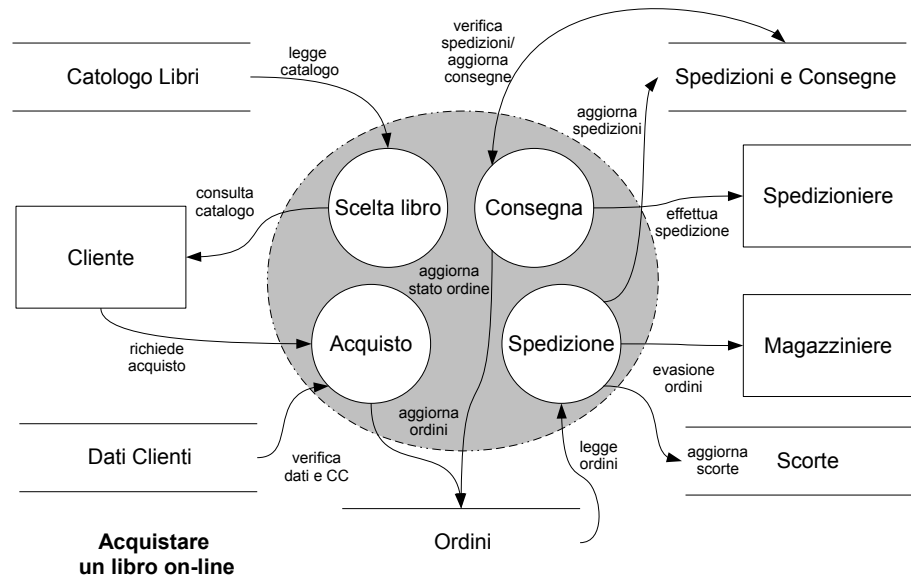 Catologo Libri
legge
catalogo
verifica
spedizioni/
aggiorna
consegne
Spedizioni e Consegne
aggiorna
spedizioni
consulta
catalogo
Scelta libro
Consegna
effettua
spedizione
Spedizioniere
Cliente
aggiorna
stato ordine
richiede
acquisto
Acquisto
Spedizione
Magazziniere
evasione
ordini
aggiorna
ordini
legge
ordini
Dati Clienti
verifica
dati e CC
aggiorna
scorte
Scorte
Ordini
Acquistare
un libro on-line